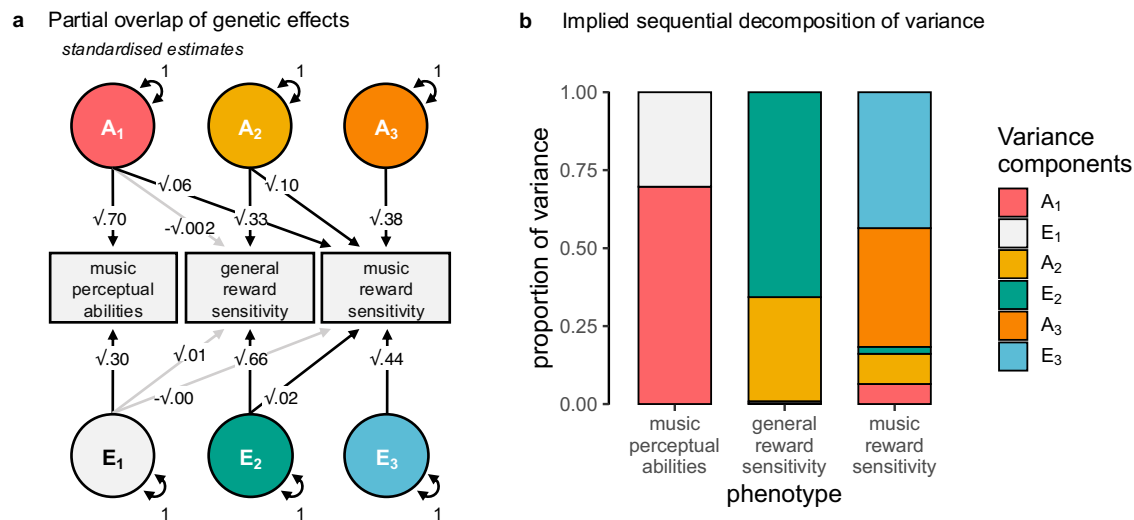 a Partial overlap of genetic effects
standardised estimates
1 1 1
A₁ A₂ A₃
√.06 √.10
√.70 √.33 √.38
-√.002
music
perceptual
abilities
general
reward
sensitivity
music
reward
sensitivity
√.30 √.01 √.66 √.44
-√.00 √.02
E₁ E₂ E₃
1 1 1
b Implied sequential decomposition of variance
proportion of variance
1.00
0.75
0.50
0.25
0.00
music
perceptual
abilities
general
reward
sensitivity
music
reward
sensitivity
phenotype
Variance
components
A₁
E₁
A₂
E₂
A₃
E₃